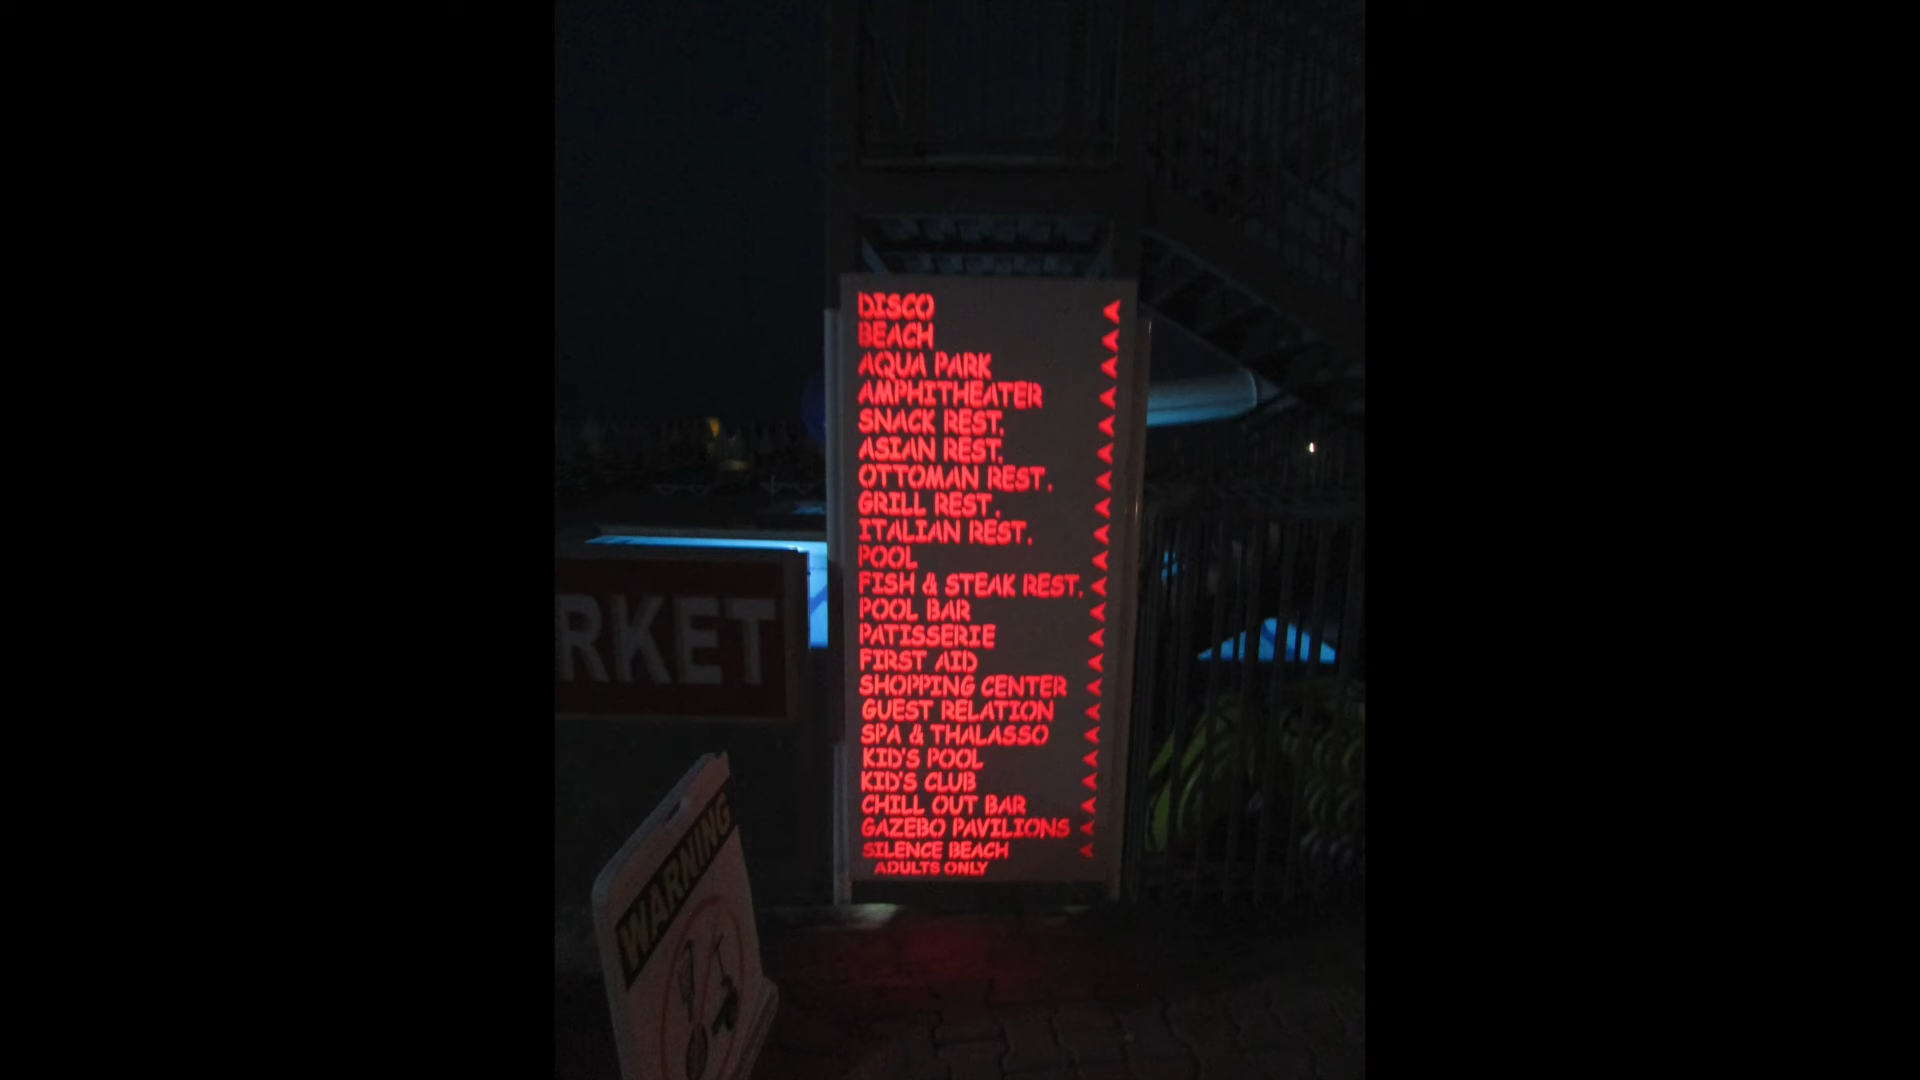 DISCO
BEACH
AQUA PARK
AMPHITHEATER
SNACK REST.
ASIAN REST.
OTTOMAN REST.
GRILL REST.
ITALIAN REST.
POOL
FISH & STEAK REST.
POOL BAR
PATISSERIE
FIRST AID
SHOPPING CENTER
GUEST RELATION
SPA & THALASSO
KID'S POOL
KID'S CLUB
CHILL OUT BAR
GAZEBO PAVILIONS
SILENCE BEACH
ADULTS ONLY
RKET
WARNING